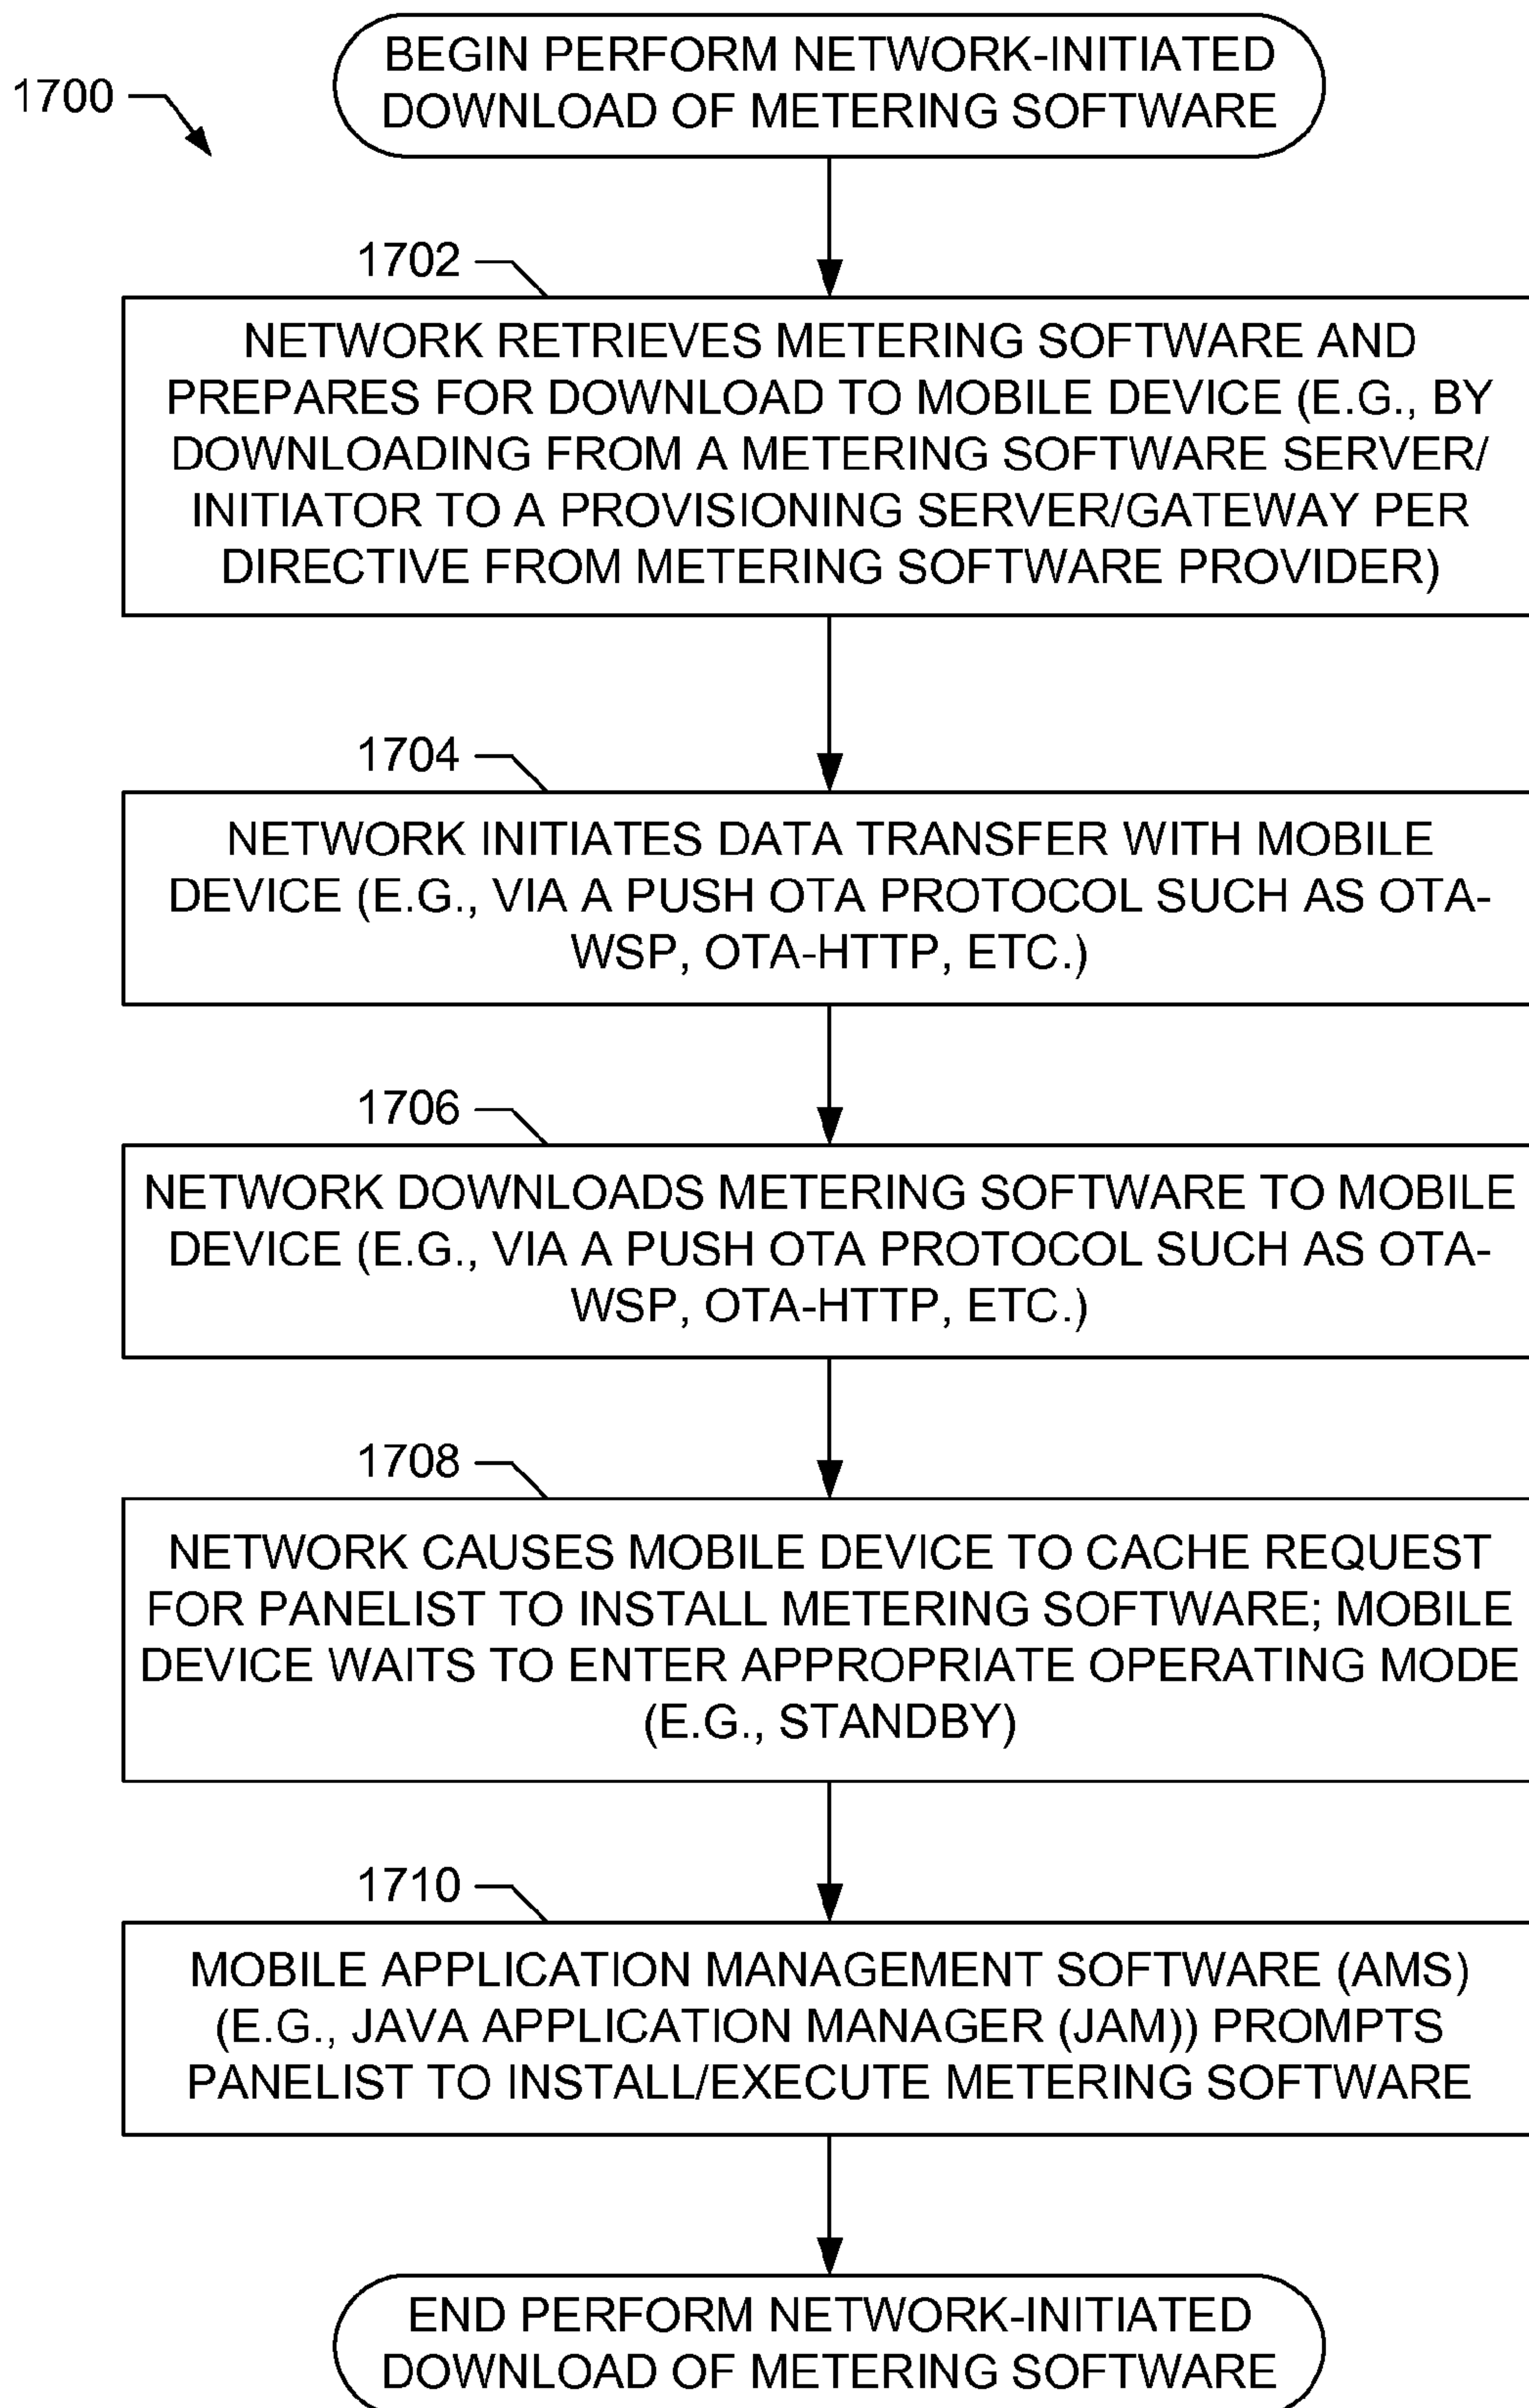 BEGIN PERFORM NETWORK-INITIATED
DOWNLOAD OF METERING SOFTWARE
1700
1702
NETWORK RETRIEVES METERING SOFTWARE AND
PREPARES FOR DOWNLOAD TO MOBILE DEVICE (E.G., BY
DOWNLOADING FROM A METERING SOFTWARE SERVER/
INITIATOR TO A PROVISIONING SERVER/GATEWAY PER
DIRECTIVE FROM METERING SOFTWARE PROVIDER)
1704
NETWORK INITIATES DATA TRANSFER WITH MOBILE
DEVICE (E.G., VIA A PUSH OTA PROTOCOL SUCH AS OTA-
WSP, OTA-HTTP, ETC.)
1706
NETWORK DOWNLOADS METERING SOFTWARE TO MOBILE
DEVICE (E.G., VIA A PUSH OTA PROTOCOL SUCH AS OTA-
WSP, OTA-HTTP, ETC.)
1708
NETWORK CAUSES MOBILE DEVICE TO CACHE REQUEST
FOR PANELIST TO INSTALL METERING SOFTWARE; MOBILE
DEVICE WAITS TO ENTER APPROPRIATE OPERATING MODE
(E.G., STANDBY)
1710
MOBILE APPLICATION MANAGEMENT SOFTWARE (AMS)
(E.G., JAVA APPLICATION MANAGER (JAM)) PROMPTS
PANELIST TO INSTALL/EXECUTE METERING SOFTWARE
END PERFORM NETWORK-INITIATED
DOWNLOAD OF METERING SOFTWARE